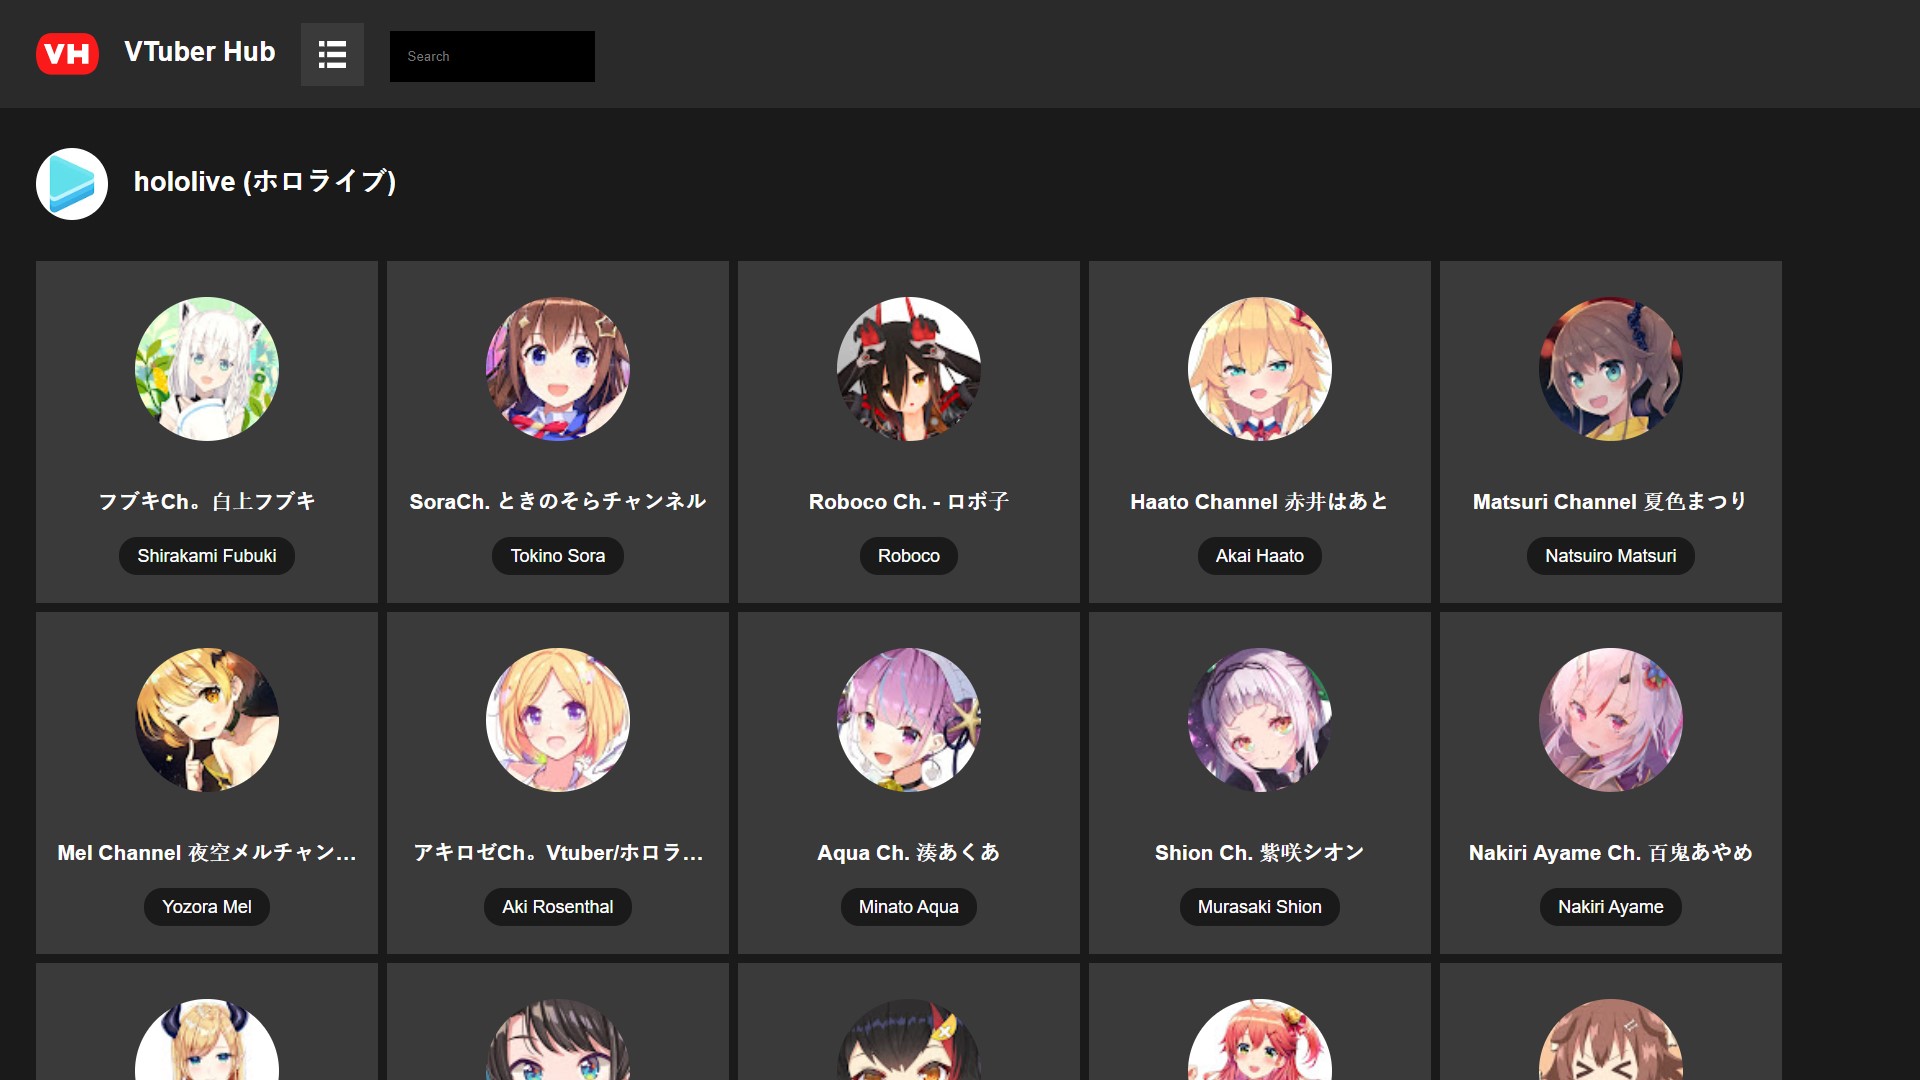 VH
VTuber Hub
Search
hololive (ホロライブ)
フブキCh。白上フブキ
Shirakami Fubuki
SoraCh. ときのそらチャンネル
Tokino Sora
Roboco Ch. - ロボ子
Roboco
Haato Channel 赤井はあと
Akai Haato
Matsuri Channel 夏色まつり
Natsuiro Matsuri
Mel Channel 夜空メルチャン...
Yozora Mel
アキロゼCh。Vtuber/ホロラ...
Aki Rosenthal
Aqua Ch. 湊あくあ
Minato Aqua
Shion Ch. 紫咲シオン
Murasaki Shion
Nakiri Ayame Ch. 百鬼あやめ
Nakiri Ayame